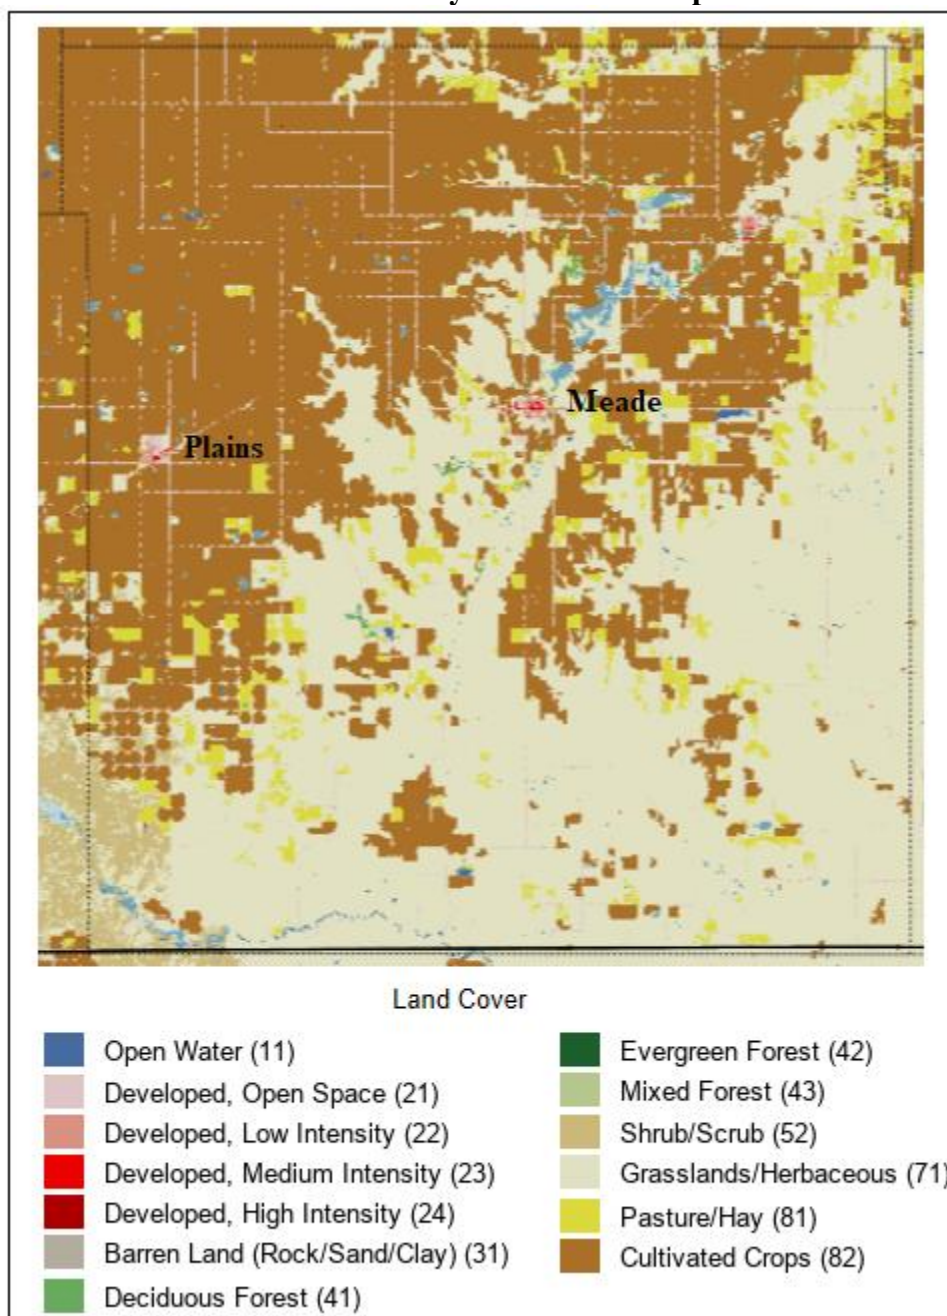 Meade
Plains
Land Cover
Open Water (11)
Developed, Open Space (21)
Developed, Low Intensity (22)
Developed, Medium Intensity (23)
Developed, High Intensity (24)
Barren Land (Rock/Sand/Clay) (31)
Deciduous Forest (41)
Evergreen Forest (42)
Mixed Forest (43)
Shrub/Scrub (52)
Grasslands/Herbaceous (71)
Pasture/Hay (81)
Cultivated Crops (82)